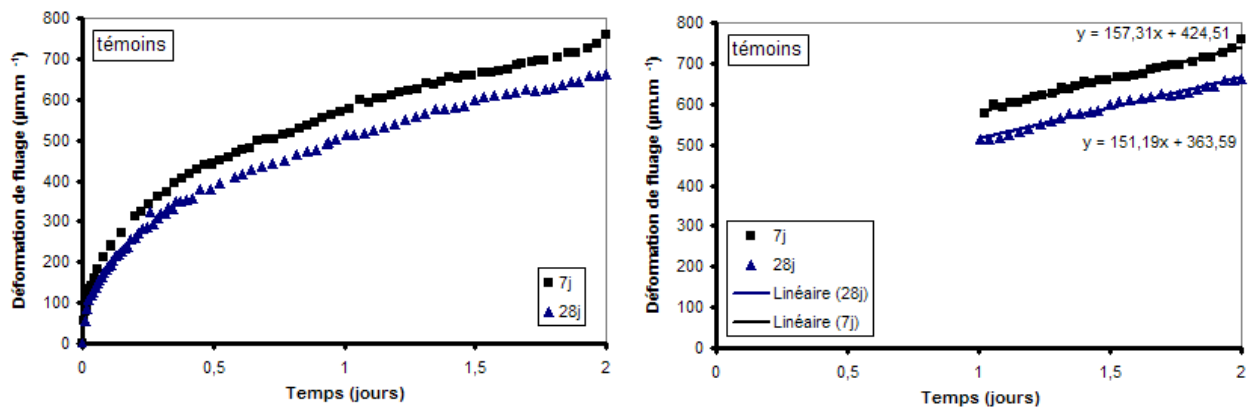 800
700
600
500
400
300
200
100
0
Déformation de fluage (µm.m⁻¹)
témoins
7j
28j
0
0,5
1
1,5
2
Temps (jours)
800
700
600
500
400
300
200
100
0
Déformation de fluage (µm.m⁻¹)
témoins
y = 157,31x + 424,51
y = 151,19x + 363,59
7j
28j
Linéaire (28j)
Linéaire (7j)
0
0,5
1
1,5
2
Temps (jours)